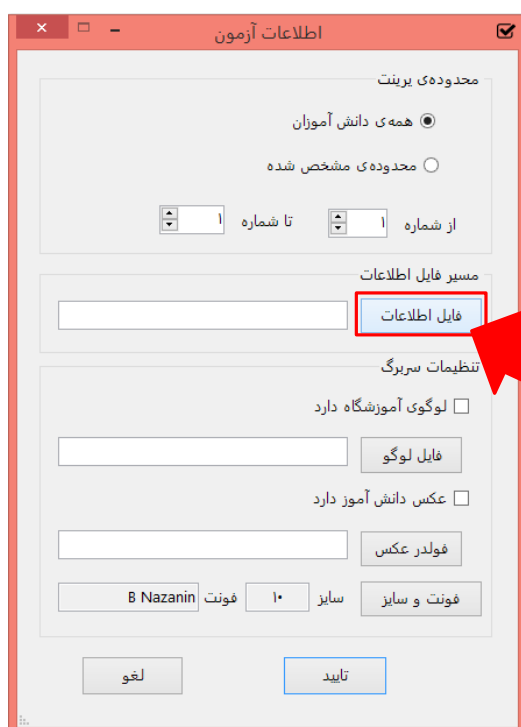 اطلاعات آزمون
محدوده‌ی پرینت
همه‌ی دانش آموزان
محدوده‌ی مشخص شده
از شماره ۱ تا شماره ۱
مسیر فایل اطلاعات
فایل اطلاعات
تنظیمات سربرگ
لوگوی آموزشگاه دارد
فایل لوگو
عکس دانش آموز دارد
فولدر عکس
فونت و سایز سایز ۱۰ فونت B Nazanin
تایید لغو